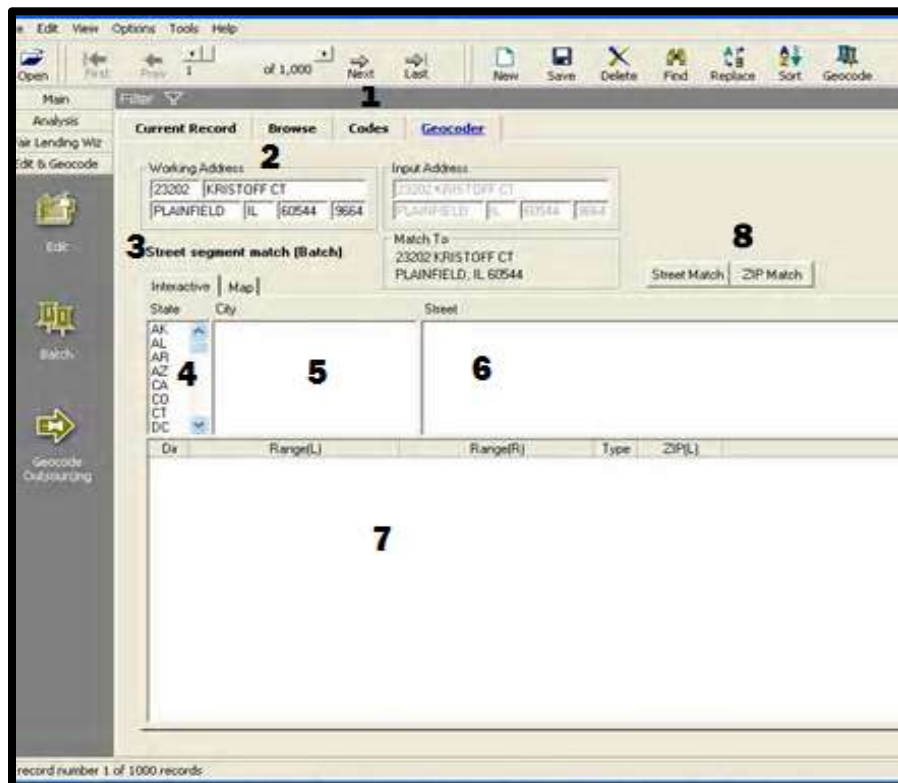 Edit View Options Tools Help
Open First Prev 1 of 1,000 Next Last New Save Delete Find Replace Sort Geocode
Main Filter 1
Analysis Current Record Browse Codes Geocoder
air Lending Wiz
dit & Geocode
2
Working Address Input Address
23202 KRISTOFF CT 23202 KRISTOFF CT
PLAINFIELD IL 60544 9664 PLAINFIELD IL 60544 9664
Edit
3 Street segment match (Batch) Match To 8
23202 KRISTOFF CT
PLAINFIELD, IL 60544 Street Match ZIP Match
Interactive Map
State City Street
AK
AL
AR
AZ
CA
CO
CT
DC
4 5 6
Batch
Dir Range(L) Range(R) Type ZIP(L)
Geocode
Outsourcing
7
record number 1 of 1000 records